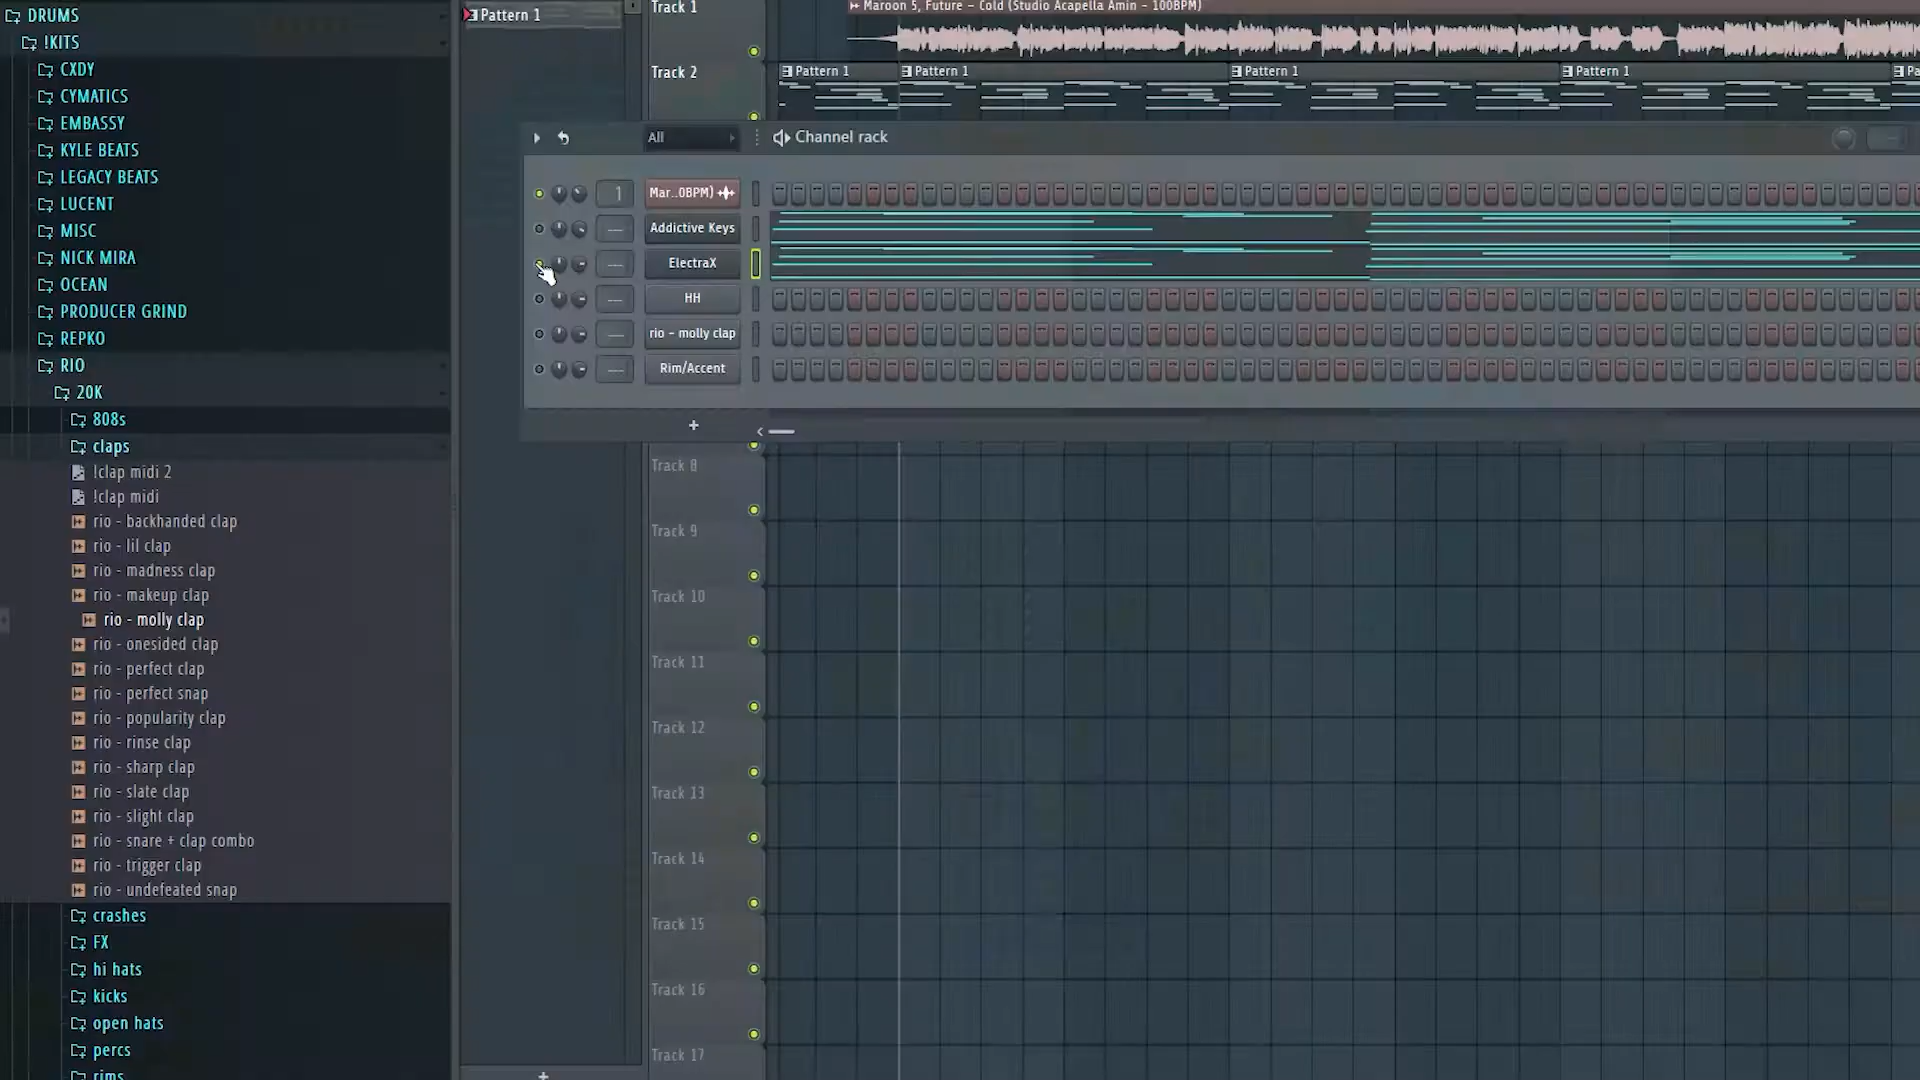 DRUMS
!KITS
CXDY
CYMATICS
EMBASSY
KYLE BEATS
LEGACY BEATS
LUCENT
MISC
NICK MIRA
OCEAN
PRODUCER GRIND
REPKO
RIO
20K
808s
claps
!clap midi 2
!clap midi
rio - backhanded clap
rio - lil clap
rio - madness clap
rio - makeup clap
rio - molly clap
rio - onesided clap
rio - perfect clap
rio - perfect snap
rio - popularity clap
rio - rinse clap
rio - sharp clap
rio - slate clap
rio - slight clap
rio - snare + clap combo
rio - trigger clap
rio - undefeated snap
crashes
FX
hi hats
kicks
open hats
percs
rims
Pattern 1
Track 1
Maroon 5, Future - Cold (Studio Acapella Amin - 100BPM)
Track 2
Pattern 1
Pattern 1
Pattern 1
Pattern 1
Pa
All
Channel rack
1
Mar..0BPM)
Addictive Keys
ElectraX
HH
rio - molly clap
Rim/Accent
+
Track 8
Track 9
Track 10
Track 11
Track 12
Track 13
Track 14
Track 15
Track 16
Track 17
+